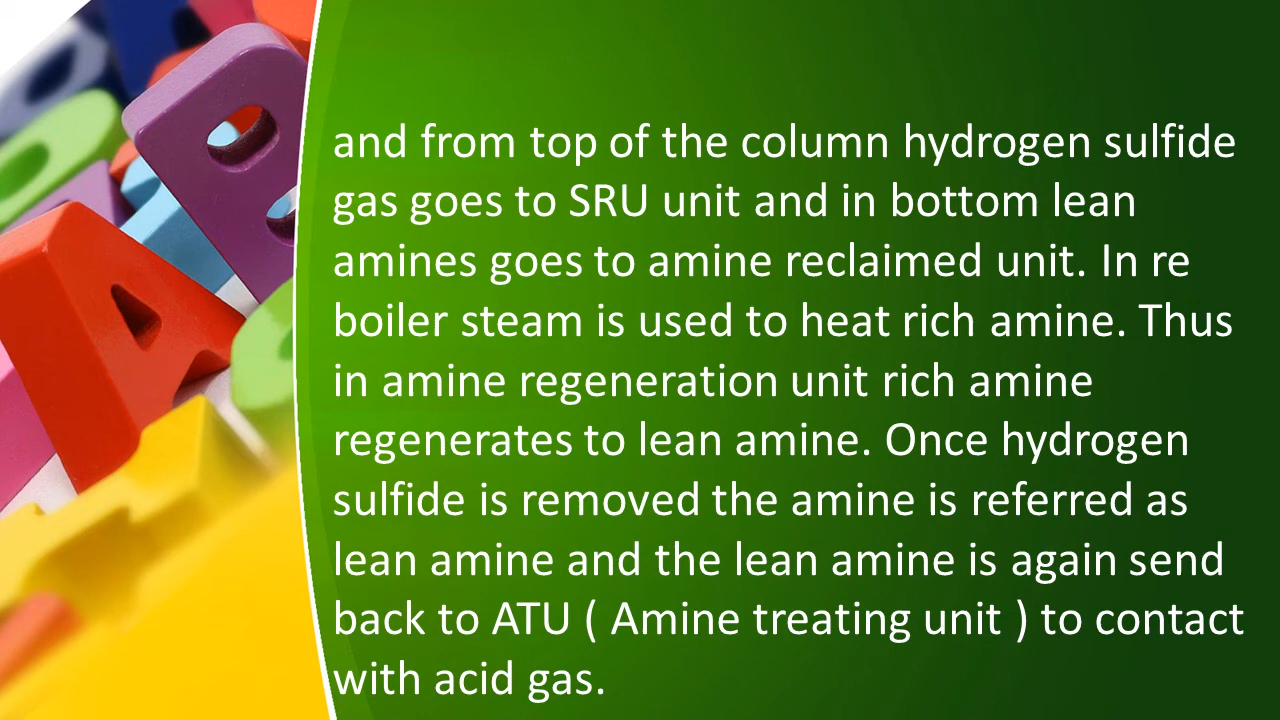 and from top of the column hydrogen sulfide
gas goes to SRU unit and in bottom lean
amines goes to amine reclaimed unit. In re
boiler steam is used to heat rich amine. Thus
in amine regeneration unit rich amine
regenerates to lean amine. Once hydrogen
sulfide is removed the amine is referred as
lean amine and the lean amine is again send
back to ATU ( Amine treating unit ) to contact
with acid gas.